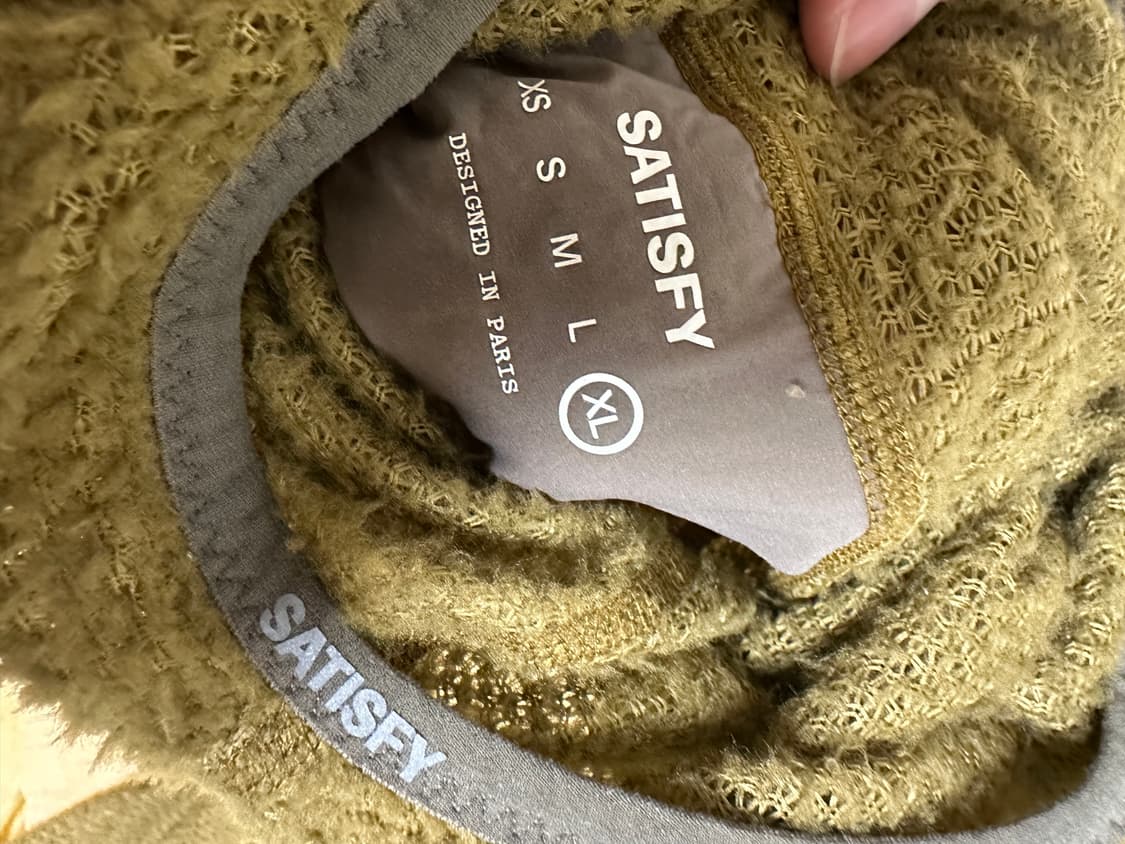 SATISFY
XS S M L XL
DESIGNED IN PARIS
SATISFY